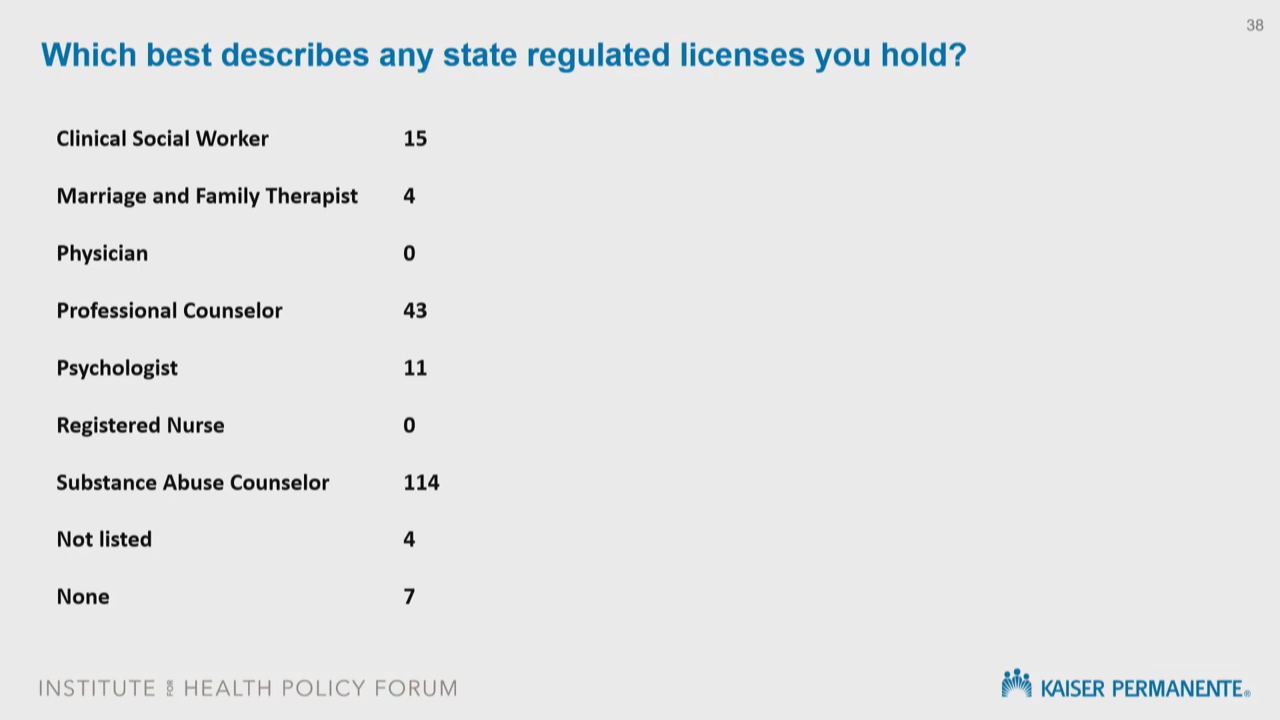 38
Which best describes any state regulated licenses you hold?
Clinical Social Worker 15
Marriage and Family Therapist 4
Physician 0
Professional Counselor 43
Psychologist 11
Registered Nurse 0
Substance Abuse Counselor 114
Not listed 4
None 7
INSTITUTE FOR HEALTH POLICY FORUM
KAISER PERMANENTE®